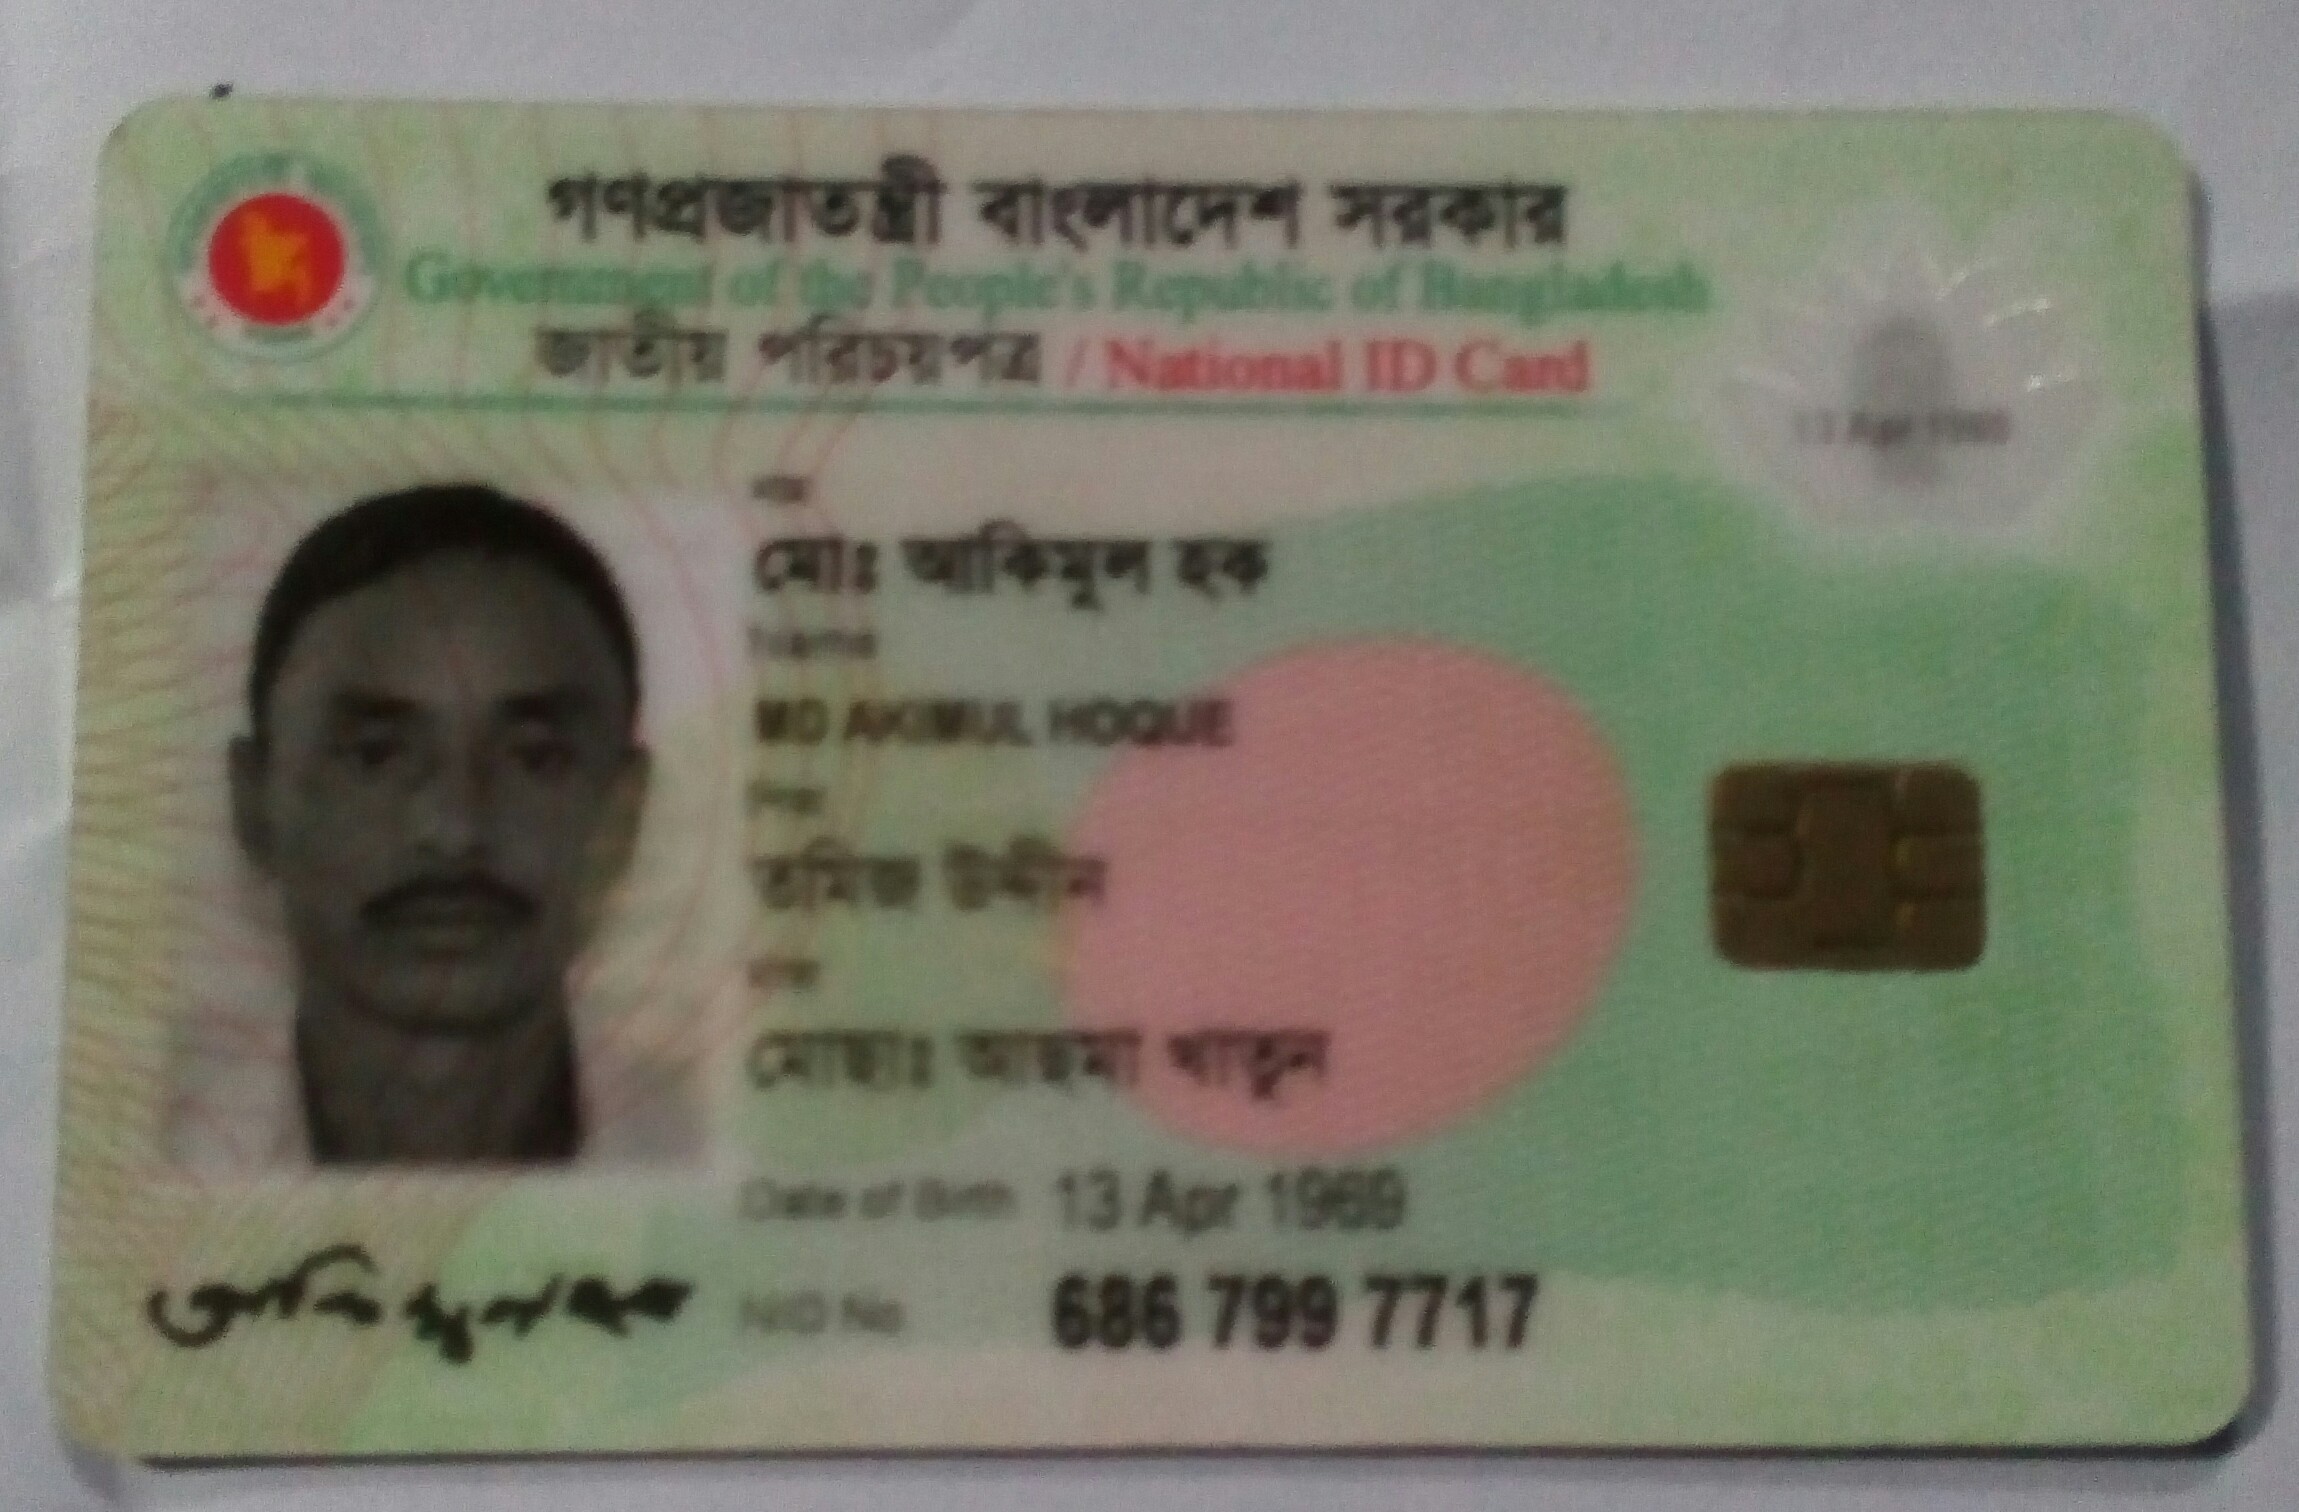 গণপ্রজাতন্ত্রী বাংলাদেশ সরকার
Government of the People's Republic of Bangladesh
জাতীয় পরিচয়পত্র / National ID Card
13 Apr 1969
নাম
মোঃ আকিমুল হক
Name
MD AKIMUL HOQUE
পিতা
তমিজ উদ্দীন
মাতা
মোছাঃ আছমা খাতুন
Date of Birth 13 Apr 1969
আকিমুল হক
NID No 686 799 7717